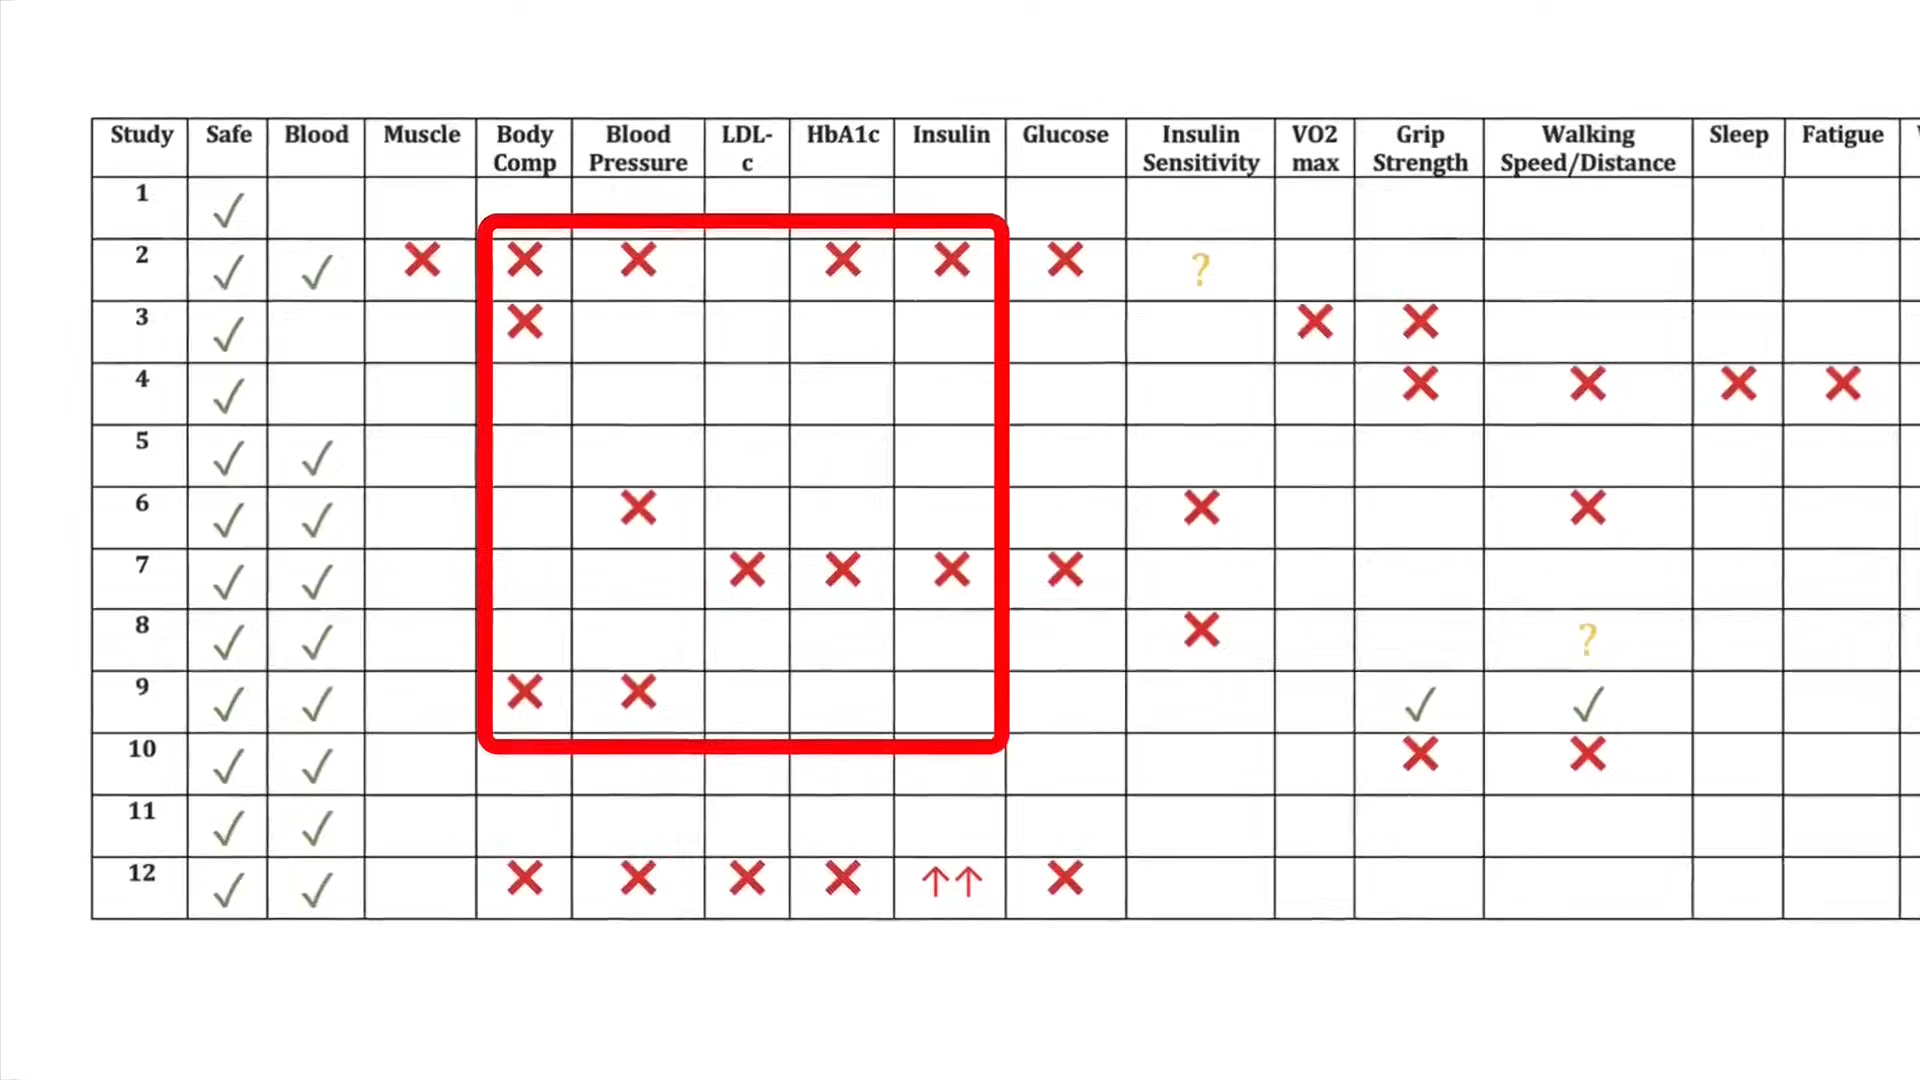 Study Safe Blood Muscle Body Comp Blood Pressure LDL-c HbA1c Insulin Glucose Insulin Sensitivity VO2 max Grip Strength Walking Speed/Distance Sleep Fatigue
1 ✓
2 ✓ ✓ ❌ ❌ ❌ ❌ ❌ ❌ ?
3 ✓ ❌ ❌ ❌
4 ✓ ❌ ❌ ❌ ❌
5 ✓ ✓
6 ✓ ✓ ❌ ❌ ❌
7 ✓ ✓ ❌ ❌ ❌ ❌
8 ✓ ✓ ❌ ?
9 ✓ ✓ ❌ ❌ ✓ ✓
10 ✓ ✓ ❌ ❌
11 ✓ ✓
12 ✓ ✓ ❌ ❌ ❌ ❌ ↑↑ ❌